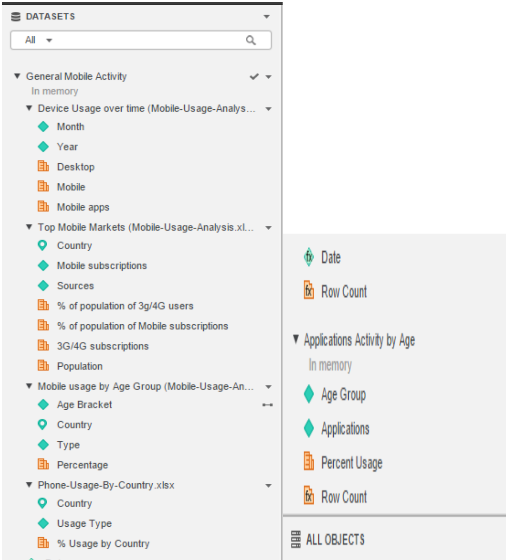 DATASETS
All
General Mobile Activity
In memory
Device Usage over time (Mobile-Usage-Analys...
Month
Year
Desktop
Mobile
Mobile apps
Top Mobile Markets (Mobile-Usage-Analysis.xl...
Country
Mobile subscriptions
Sources
% of population of 3g/4G users
% of population of Mobile subscriptions
3G/4G subscriptions
Population
Mobile usage by Age Group (Mobile-Usage-An...
Age Bracket
Country
Type
Percentage
Phone-Usage-By-Country.xlsx
Country
Usage Type
% Usage by Country
fx Date
fx Row Count
Applications Activity by Age
In memory
Age Group
Applications
Percent Usage
fx Row Count
ALL OBJECTS